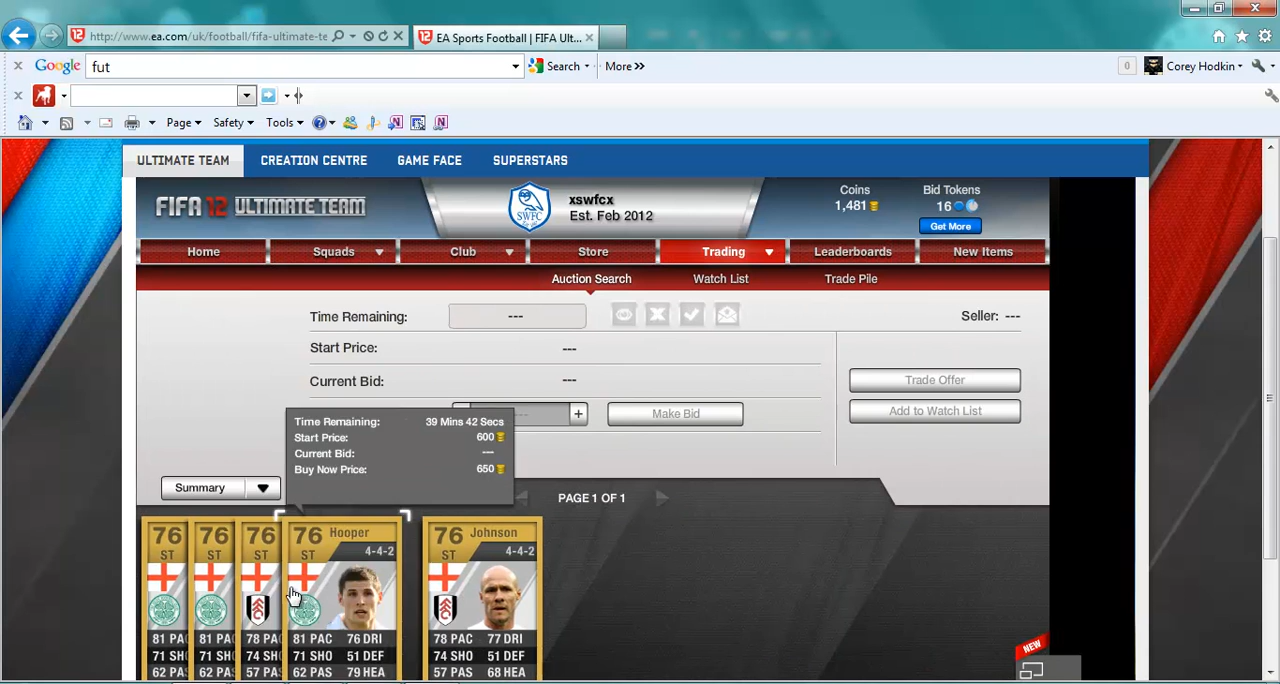 http://www.ea.com/uk/football/fifa-ultimate-te
EA Sports Football | FIFA Ult...
Google fut Search More >> 0 Corey Hodkin
Page Safety Tools
ULTIMATE TEAM CREATION CENTRE GAME FACE SUPERSTARS
FIFA 12 ULTIMATE TEAM
SWFC
xswfcx
Est. Feb 2012
Coins
1,481
Bid Tokens
16
Get More
Home Squads Club Store Trading Leaderboards New Items
Auction Search Watch List Trade Pile
Time Remaining: --- Seller: ---
Start Price: ---
Current Bid: ---
Trade Offer
--- + Make Bid Add to Watch List
Time Remaining: 39 Mins 42 Secs
Start Price: 600
Current Bid: ---
Buy Now Price: 650
Summary PAGE 1 OF 1
76 76 76 76 Hooper 76 Johnson
ST ST ST ST 4-4-2 ST 4-4-2
81 PAC 81 PAC 78 PAC 81 PAC 76 DRI 78 PAC 77 DRI
71 SHO 71 SHO 74 SHO 71 SHO 51 DEF 74 SHO 51 DEF
62 PAS 62 PAS 57 PAS 62 PAS 79 HEA 57 PAS 68 HEA
NEW